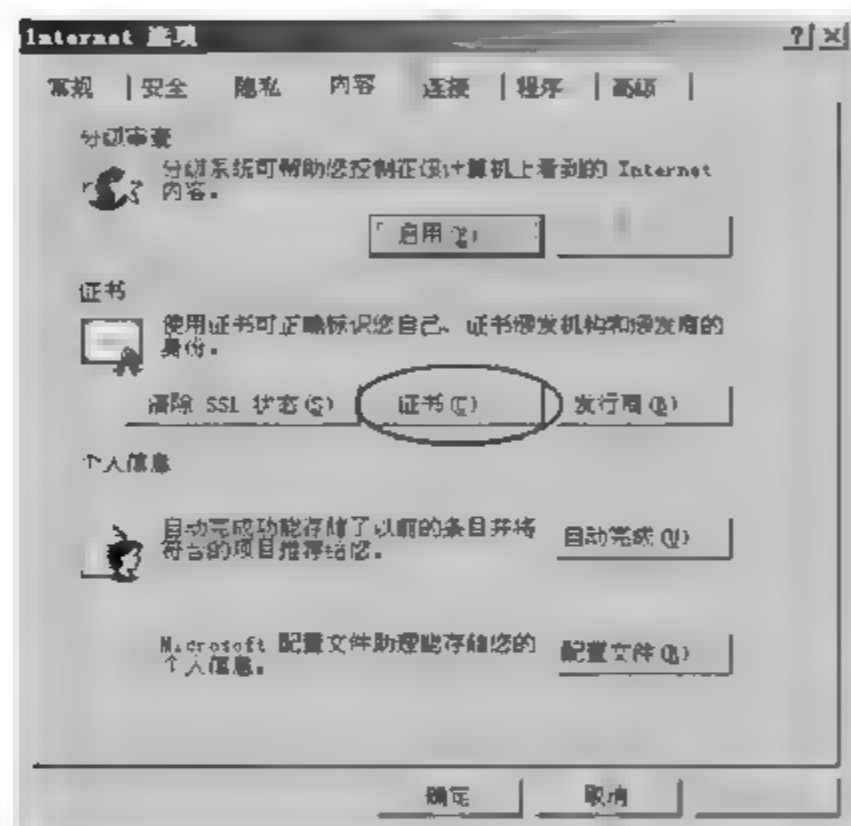 Internet 选项
常规 安全 隐私 内容 连接 程序 高级
分级审查
分级系统可帮助您控制在该计算机上看到的 Internet
内容。
启用(E)
证书
使用证书可正确标识您自己、证书颁发机构和颁发商的
身份。
清除 SSL 状态(S) 证书(C) 发行商(B)
个人信息
自动完成功能存储了以前的条目并将
符合的项目推荐给您。
自动完成(U)
Microsoft 配置文件助理能存储您的
个人信息。
配置文件(R)
确定 取消